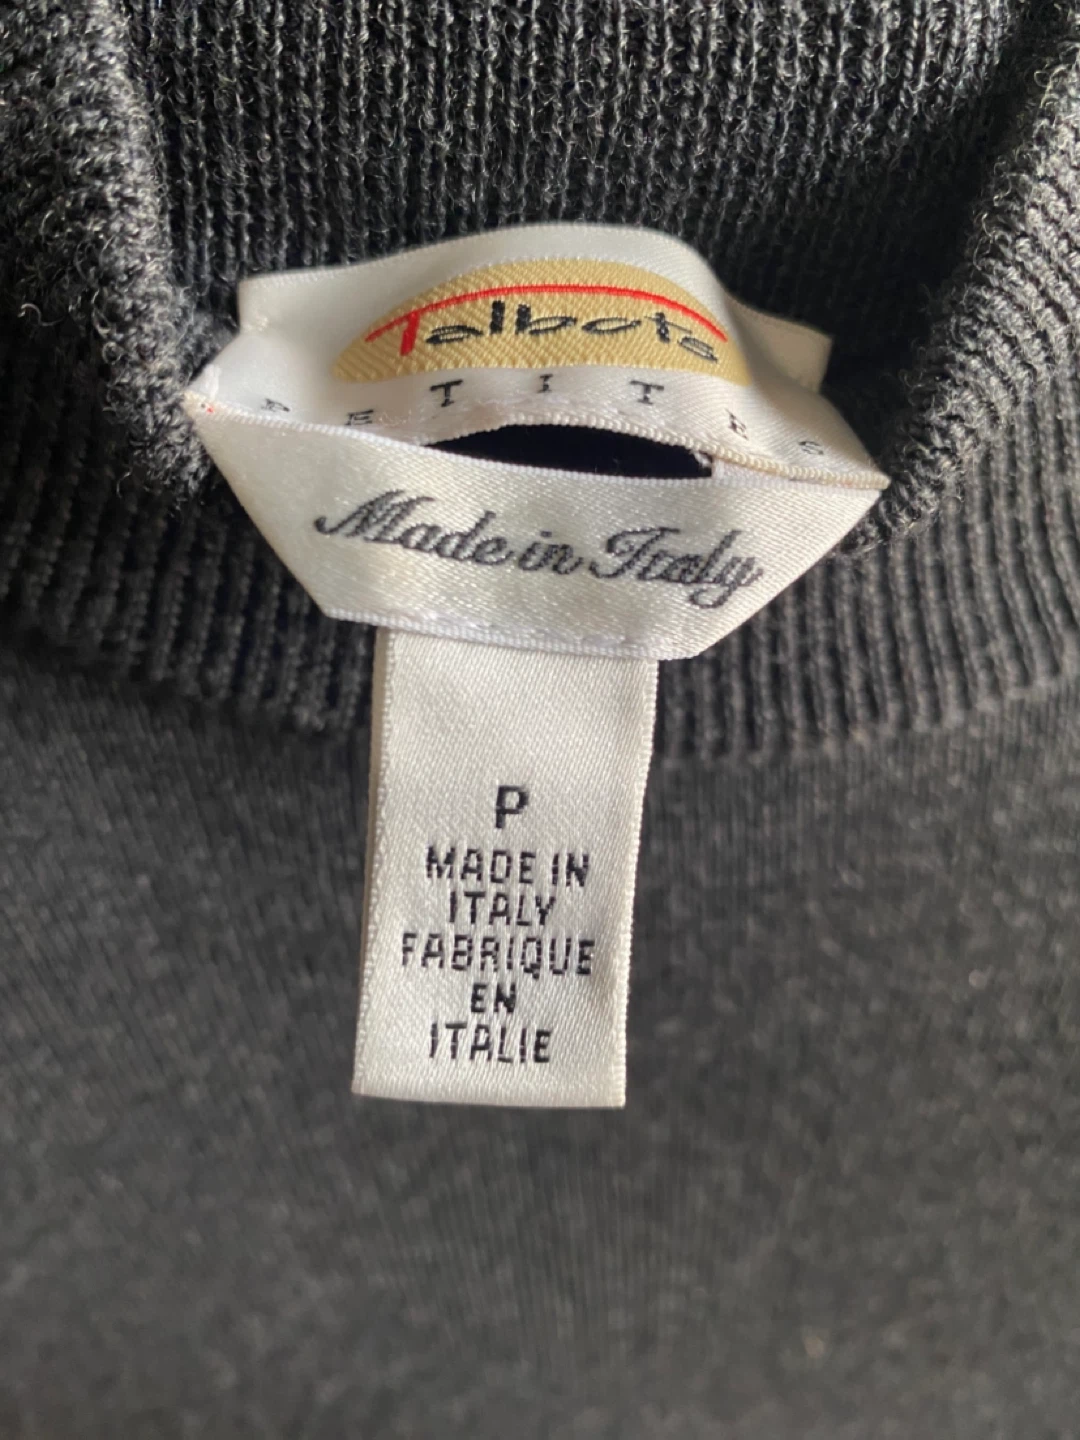 Talbots
PETITES
Made in Italy
P
MADE IN
ITALY
FABRIQUE
EN
ITALIE